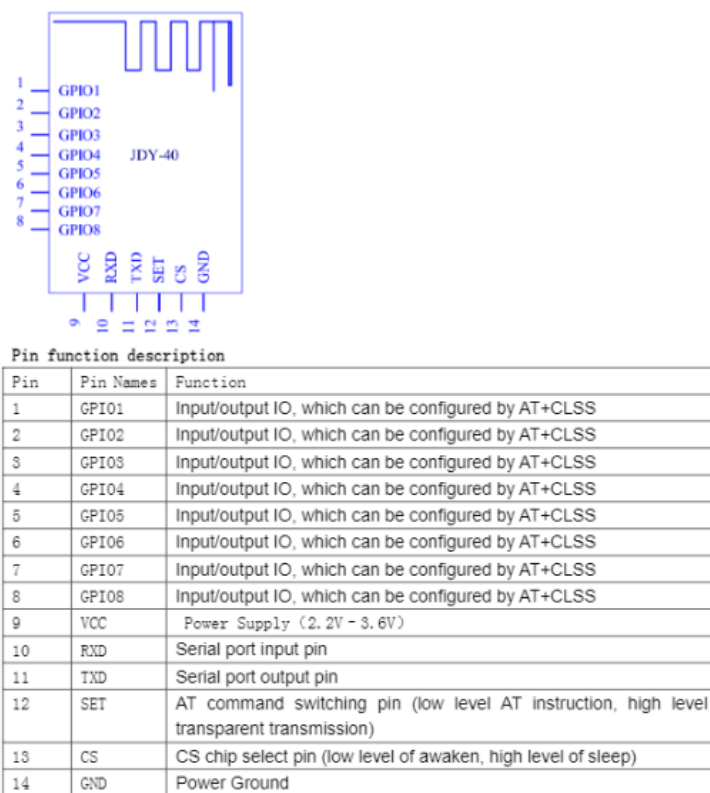 1 GPIO1
2 GPIO2
3 GPIO3
4 GPIO4 JDY-40
5 GPIO5
6 GPIO6
7 GPIO7
8 GPIO8
VCC RXD TXD SET CS GND
9 10 11 12 13 14
Pin function description
Pin Pin Names Function
1 GPIO1 Input/output IO, which can be configured by AT+CLSS
2 GPIO2 Input/output IO, which can be configured by AT+CLSS
3 GPIO3 Input/output IO, which can be configured by AT+CLSS
4 GPIO4 Input/output IO, which can be configured by AT+CLSS
5 GPIO5 Input/output IO, which can be configured by AT+CLSS
6 GPIO6 Input/output IO, which can be configured by AT+CLSS
7 GPIO7 Input/output IO, which can be configured by AT+CLSS
8 GPIO8 Input/output IO, which can be configured by AT+CLSS
9 VCC Power Supply (2.2V-3.6V)
10 RXD Serial port input pin
11 TXD Serial port output pin
12 SET AT command switching pin (low level AT instruction, high level
transparent transmission)
13 CS CS chip select pin (low level of awaken, high level of sleep)
14 GND Power Ground